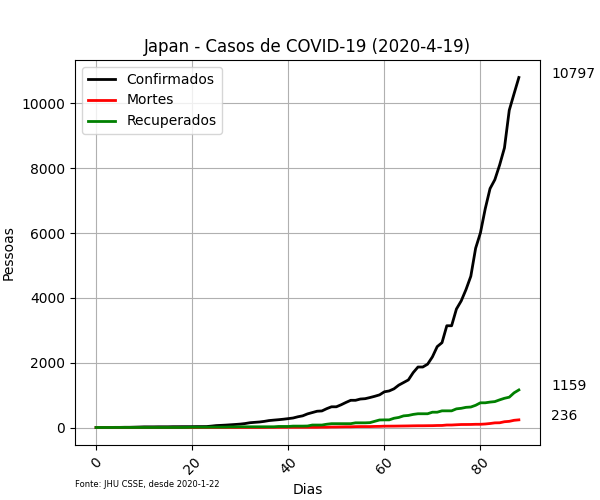 Japan - Casos de COVID-19 (2020-4-19)
Confirmados
Mortes
Recuperados
10797
1159
236
Pessoas
10000
8000
6000
4000
2000
0
0
20
40
60
80
Dias
Fonte: JHU CSSE, desde 2020-1-22